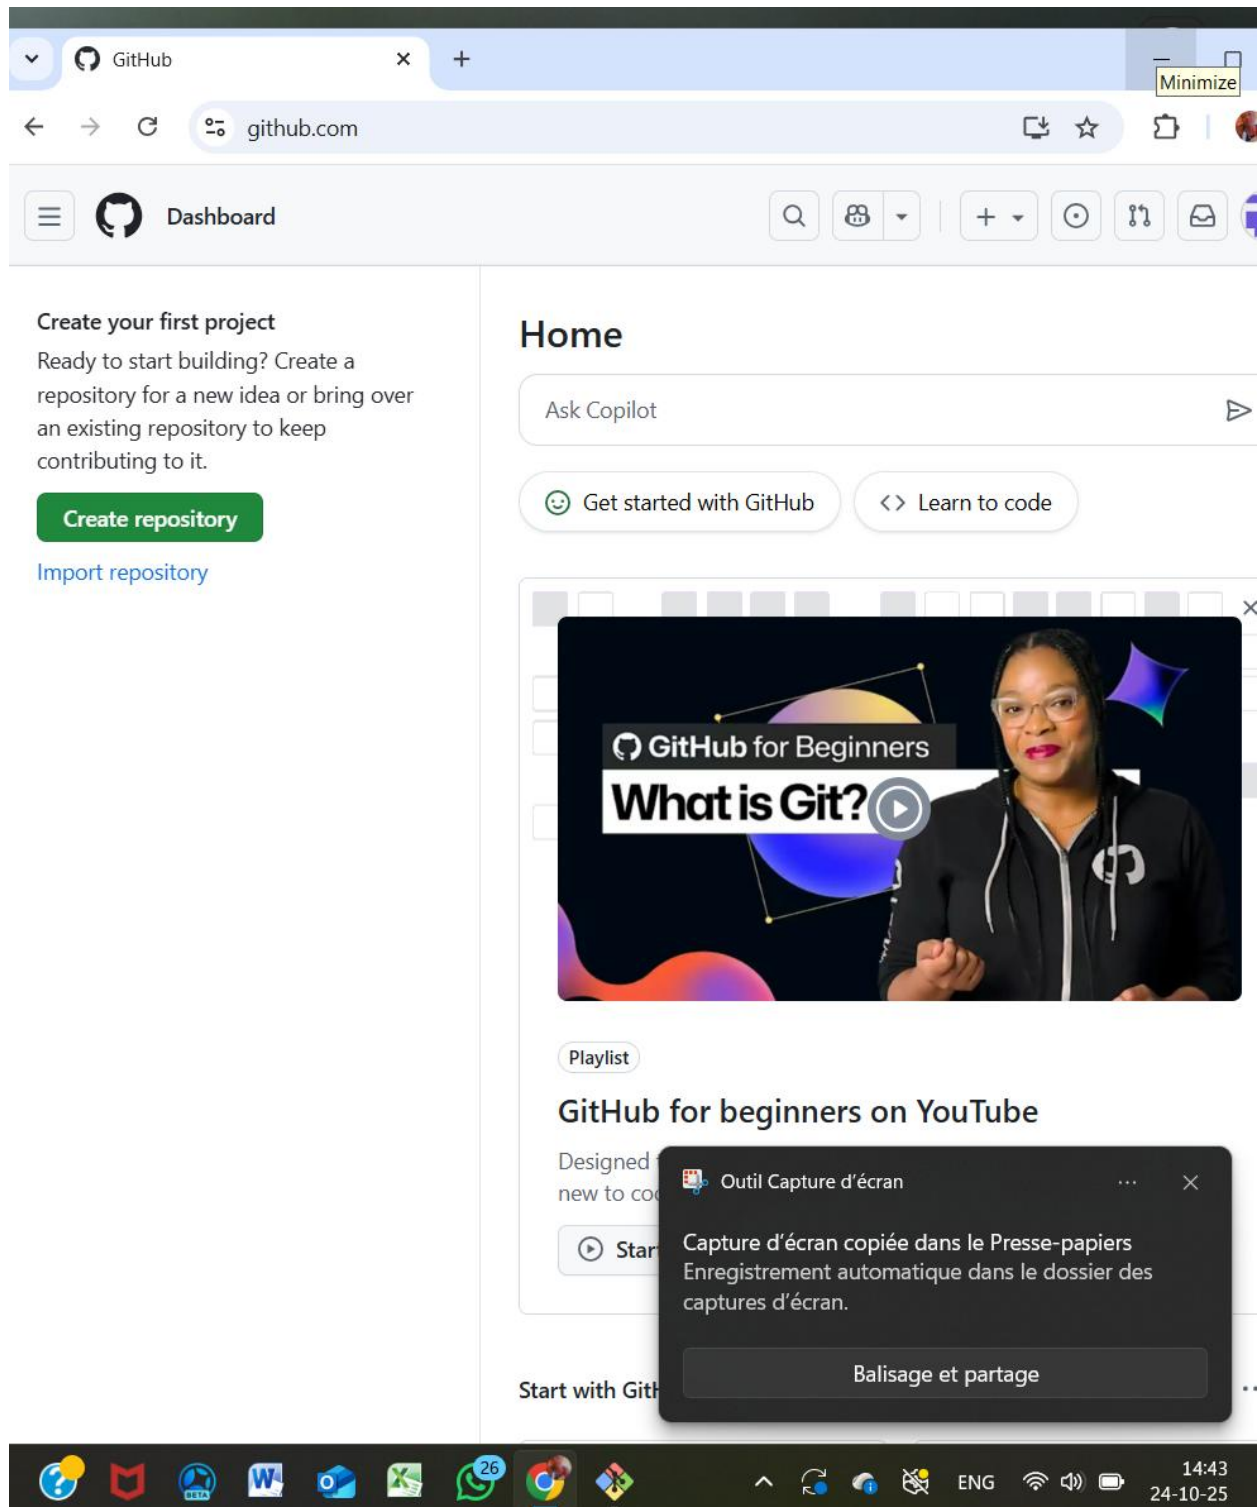 GitHub
Minimize
github.com
Dashboard
Create your first project
Ready to start building? Create a
repository for a new idea or bring over
an existing repository to keep
contributing to it.
Create repository
Import repository
Home
Ask Copilot
Get started with GitHub
<> Learn to code
GitHub for Beginners
What is Git?
Playlist
GitHub for beginners on YouTube
Designed
new to
Outil Capture d'écran
Capture d'écran copiée dans le Presse-papiers
Enregistrement automatique dans le dossier des
captures d'écran.
Balisage et partage
Start with
BETA
26
ENG
14:43
24-10-25